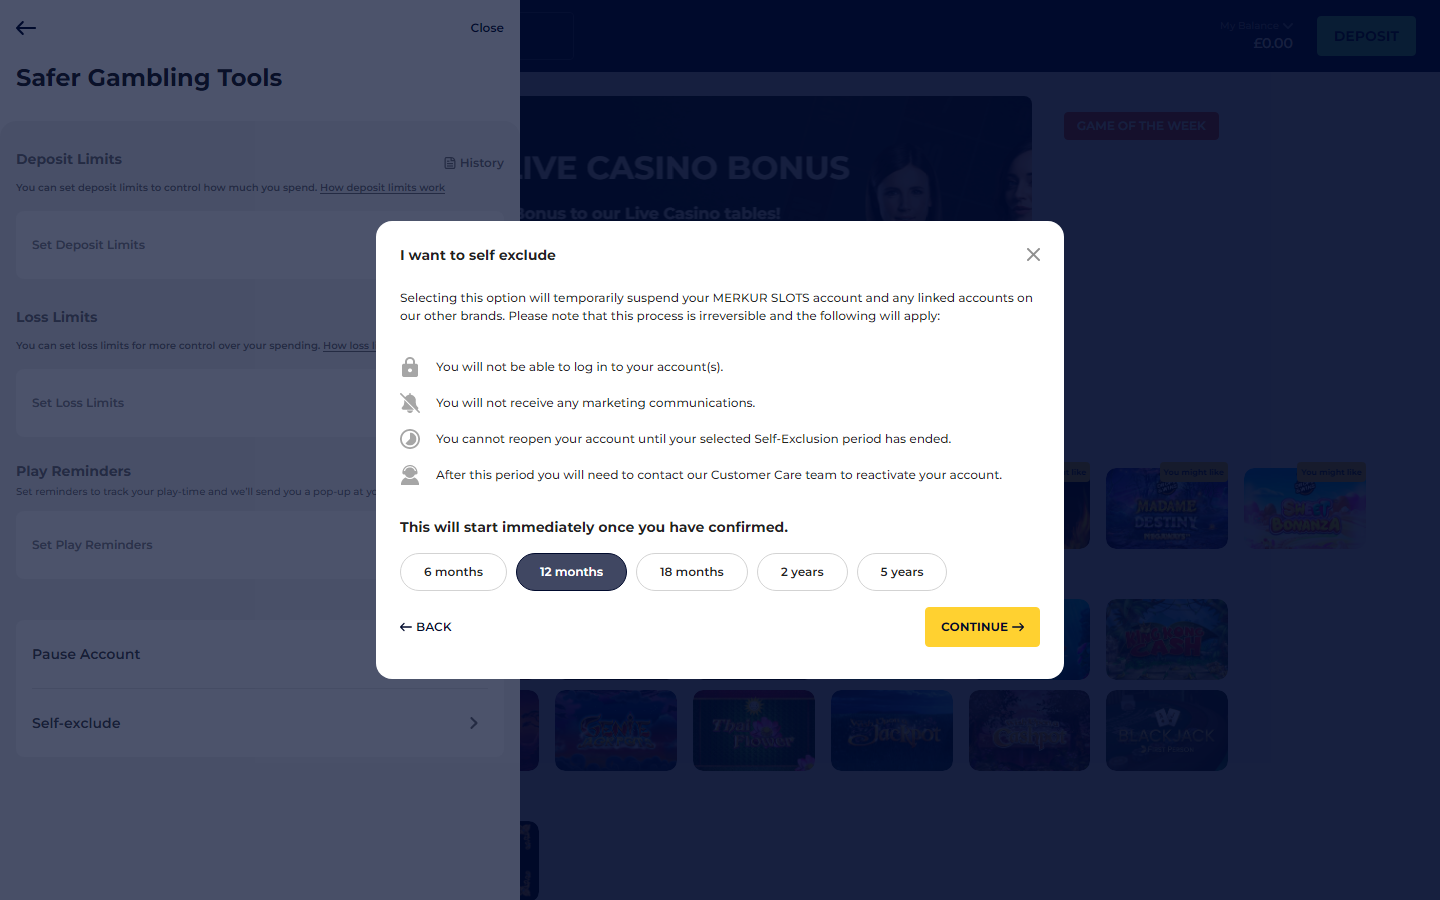 Close
My Balance
£0.00
DEPOSIT
Safer Gambling Tools
GAME OF THE WEEK
Deposit Limits
History
LIVE CASINO BONUS
You can set deposit limits to control how much you spend. How deposit limits work
Bonus to our Live Casino tables!
Set Deposit Limits
I want to self exclude
Selecting this option will temporarily suspend your MERKUR SLOTS account and any linked accounts on
our other brands. Please note that this process is irreversible and the following will apply:
Loss Limits
You can set loss limits for more control over your spending. How loss
You will not be able to log in to your account(s).
Set Loss Limits
You will not receive any marketing communications.
You cannot reopen your account until your selected Self-Exclusion period has ended.
Play Reminders
After this period you will need to contact our Customer Care team to reactivate your account.
like
You might like
You might like
Set reminders to track your play-time and we'll send you a pop-up at
MADAME
DESTINY
MEGAWAYS
SWEET
BONANZA
This will start immediately once you have confirmed.
Set Play Reminders
6 months
12 months
18 months
2 years
5 years
BACK
CONTINUE
Pause Account
Self-exclude
Thai
Flower
Jackpot
BLACKJACK